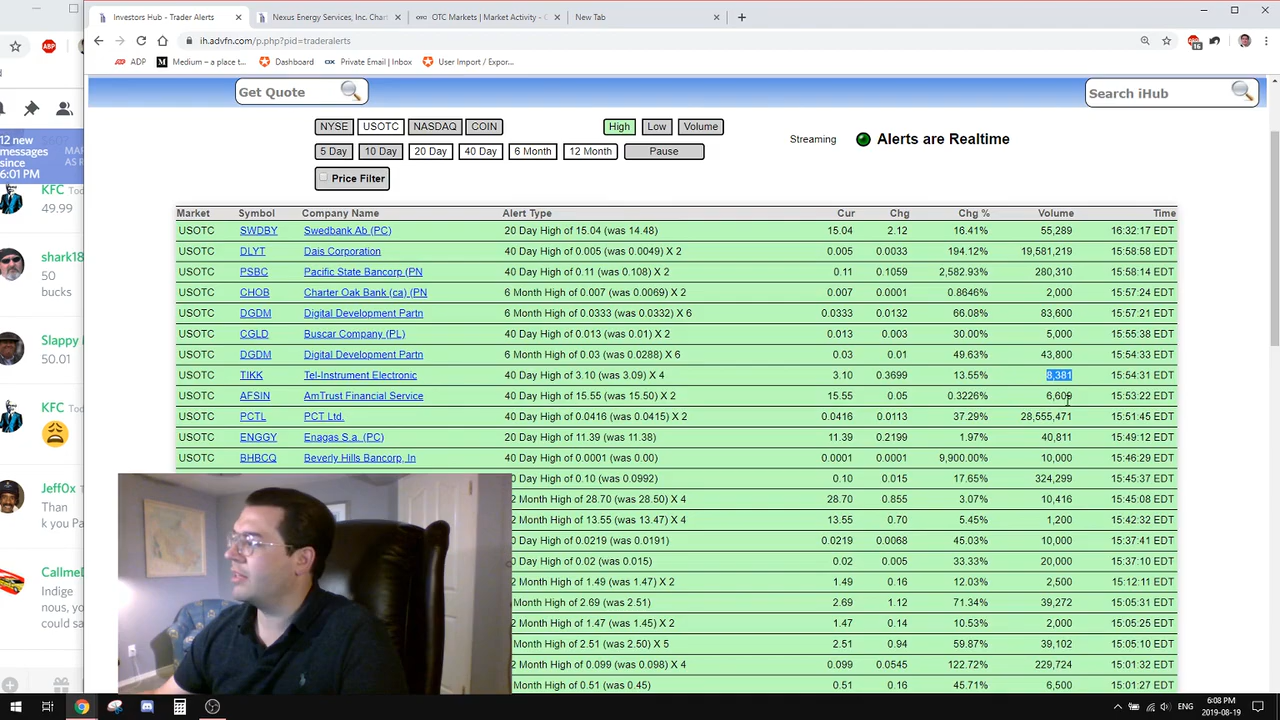 Investors Hub - Trader Alerts
Nexus Energy Services, Inc. Chart
OTC Markets | Market Activity -
New Tab
ih.advfn.com/p.php?pid=traderalerts
16
ADP
Medium – a place t...
Dashboard
Private Email | Inbox
User Import / Expor...
Get Quote
Search iHub
NYSE
USOTC
NASDAQ
COIN
High
Low
Volume
Streaming
Alerts are Realtime
5 Day
10 Day
20 Day
40 Day
6 Month
12 Month
Pause
Price Filter
Market Symbol Company Name Alert Type Cur Chg Chg % Volume Time
USOTC SWDBY Swedbank Ab (PC) 20 Day High of 15.04 (was 14.48) 15.04 2.12 16.41% 55,289 16:32:17 EDT
USOTC DLYT Dais Corporation 40 Day High of 0.005 (was 0.0049) X 2 0.005 0.0033 194.12% 19,581,219 15:58:58 EDT
USOTC PSBC Pacific State Bancorp (PN 40 Day High of 0.11 (was 0.108) X 2 0.11 0.1059 2,582.93% 280,310 15:58:14 EDT
USOTC CHOB Charter Oak Bank (ca) (PN 6 Month High of 0.007 (was 0.0069) X 2 0.007 0.0001 0.8646% 2,000 15:57:24 EDT
USOTC DGDM Digital Development Partn 6 Month High of 0.0333 (was 0.0332) X 6 0.0333 0.0132 66.08% 83,600 15:57:21 EDT
USOTC CGLD Buscar Company (PL) 40 Day High of 0.013 (was 0.01) X 2 0.013 0.003 30.00% 5,000 15:55:38 EDT
USOTC DGDM Digital Development Partn 6 Month High of 0.03 (was 0.0288) X 6 0.03 0.01 49.63% 43,800 15:54:33 EDT
USOTC TIKK Tel-Instrument Electronic 40 Day High of 3.10 (was 3.09) X 4 3.10 0.3699 13.55% 8,381 15:54:31 EDT
USOTC AFSIN AmTrust Financial Service 40 Day High of 15.55 (was 15.50) X 2 15.55 0.05 0.3226% 6,609 15:53:22 EDT
USOTC PCTL PCT Ltd. 40 Day High of 0.0416 (was 0.0415) X 2 0.0416 0.0113 37.29% 28,555,471 15:51:45 EDT
USOTC ENGGY Enagas S.a. (PC) 20 Day High of 11.39 (was 11.38) 11.39 0.2199 1.97% 40,811 15:49:12 EDT
USOTC BHBCQ Beverly Hills Bancorp, In 40 Day High of 0.0001 (was 0.00) 0.0001 0.0001 9,900.00% 10,000 15:46:29 EDT
0 Day High of 0.10 (was 0.0992) 0.10 0.015 17.65% 324,299 15:45:37 EDT
2 Month High of 28.70 (was 28.50) X 4 28.70 0.855 3.07% 10,416 15:45:08 EDT
2 Month High of 13.55 (was 13.47) X 4 13.55 0.70 5.45% 1,200 15:42:32 EDT
0 Day High of 0.0219 (was 0.0191) 0.0219 0.0068 45.03% 10,000 15:37:41 EDT
0 Day High of 0.02 (was 0.015) 0.02 0.005 33.33% 20,000 15:37:10 EDT
2 Month High of 1.49 (was 1.47) X 2 1.49 0.16 12.03% 2,500 15:12:11 EDT
2 Month High of 2.69 (was 2.51) 2.69 1.12 71.34% 39,272 15:05:31 EDT
2 Month High of 1.47 (was 1.45) X 2 1.47 0.14 10.53% 2,000 15:05:23 EDT
Month High of 2.51 (was 2.50) X 5 2.51 0.94 59.87% 39,102 15:05:10 EDT
2 Month High of 0.099 (was 0.098) X 4 0.099 0.0545 122.72% 229,724 15:01:32 EDT
Month High of 0.51 (was 0.45) 0.51 0.16 45.71% 6,500 15:01:27 EDT
12 new
messages
since
6:01 PM
MAR
AS R
KFC Tod
49.99
shark18
50
bucks
Slappy
50.01
KFC Tod
Jeff0x
Than
k you Pa
CallmeD
Indige
nous, yo
could sa
ENG
6:08 PM
2019-08-19